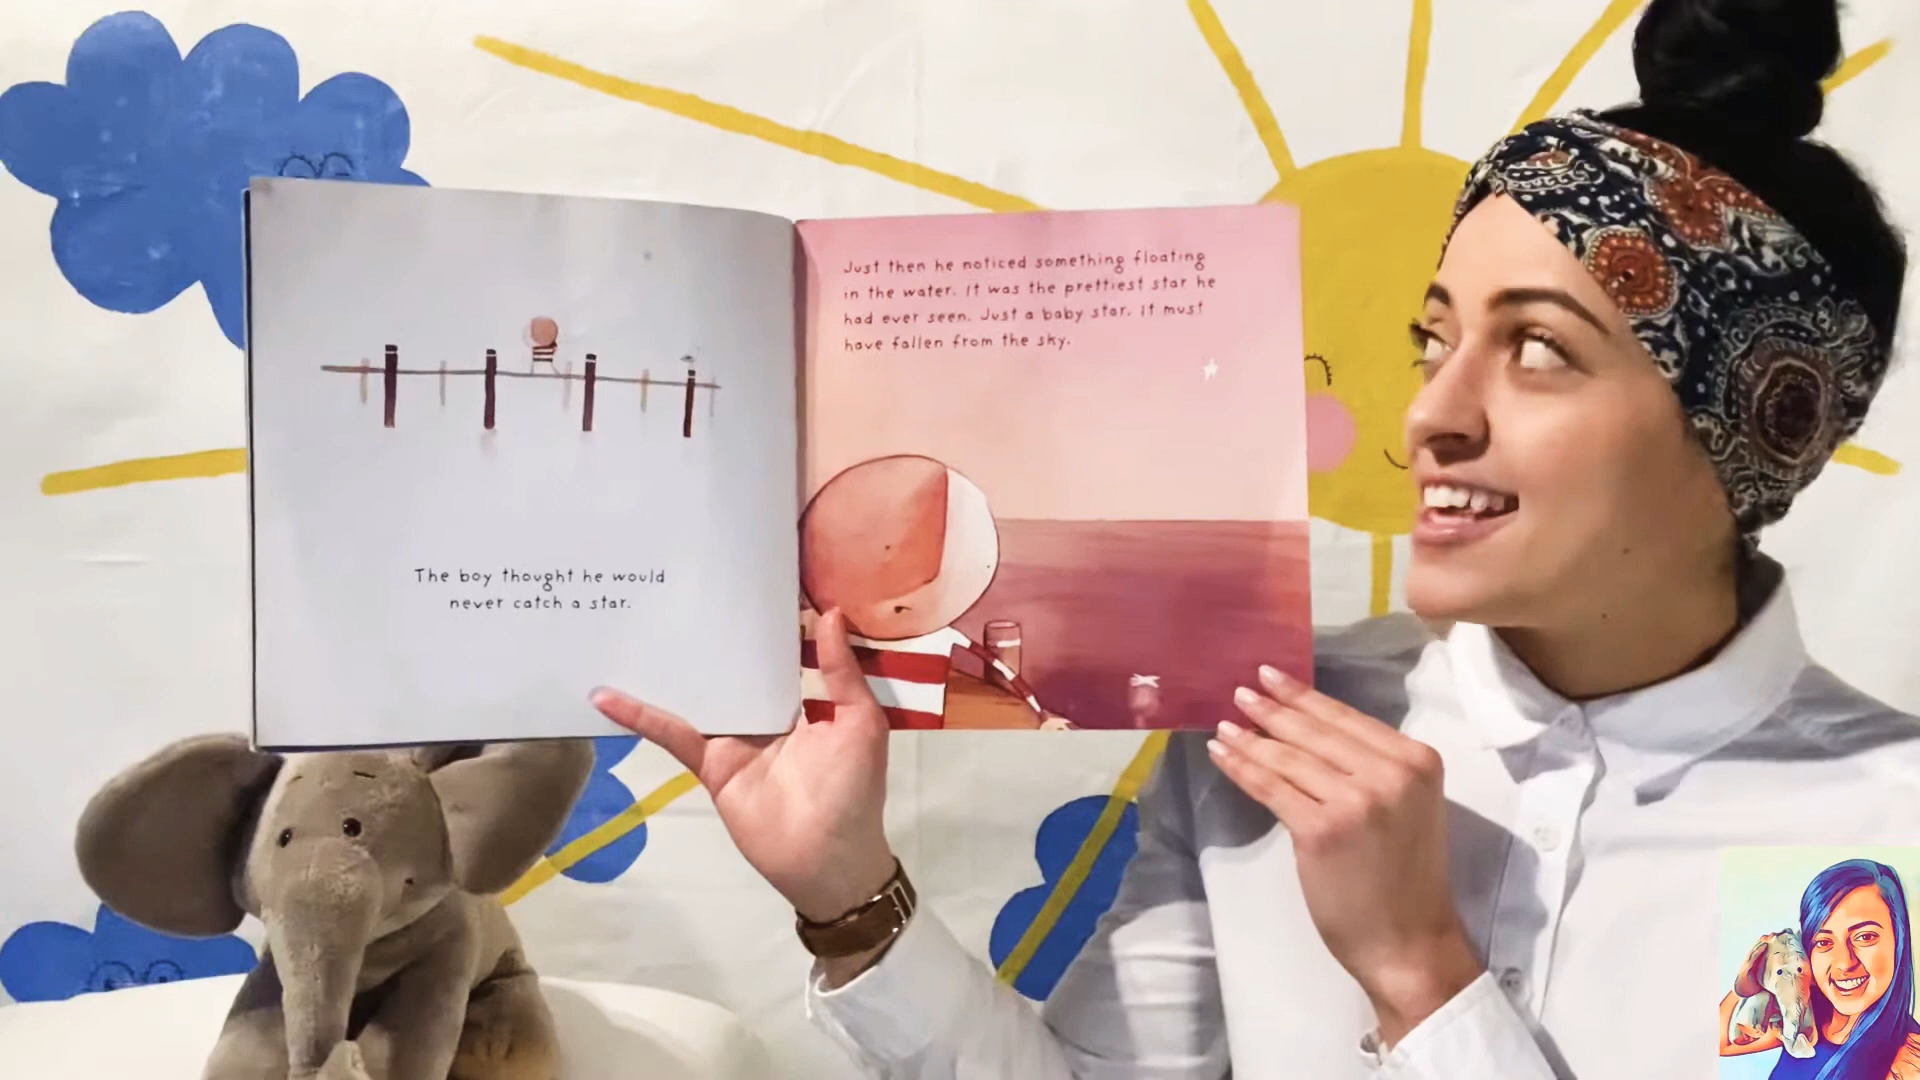 The boy thought he would
never catch a star.
Just then he noticed something floating
in the water. It was the prettiest star he
had ever seen. Just a baby star. It must
have fallen from the sky.